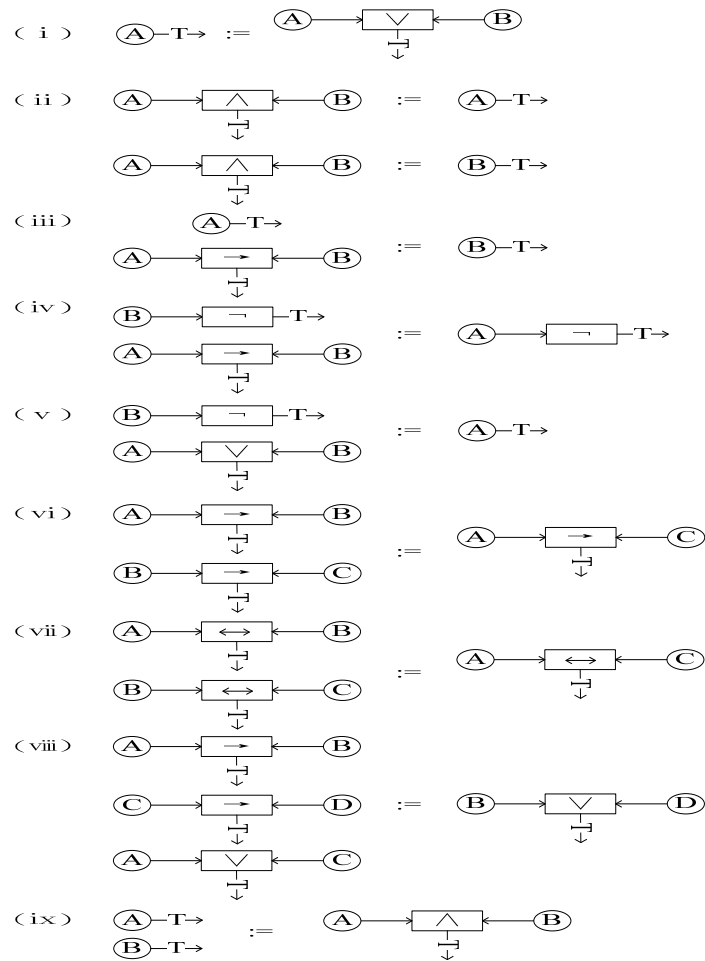 ( i ) A T := A ∨ B T
( ii ) A ∧ B T := A T
A ∧ B T := B T
( iii ) A T
A → B T := B T
( iv ) B ¬ T
A → B T := A ¬ T
( v ) B ¬ T
A ∨ B T := A T
( vi ) A → B T
B → C T := A → C T
( vii ) A ↔ B T
B ↔ C T := A ↔ C T
( viii ) A → B T
C → D T := B ∨ D T
A ∨ C T
( ix ) A T
B T := A ∧ B T